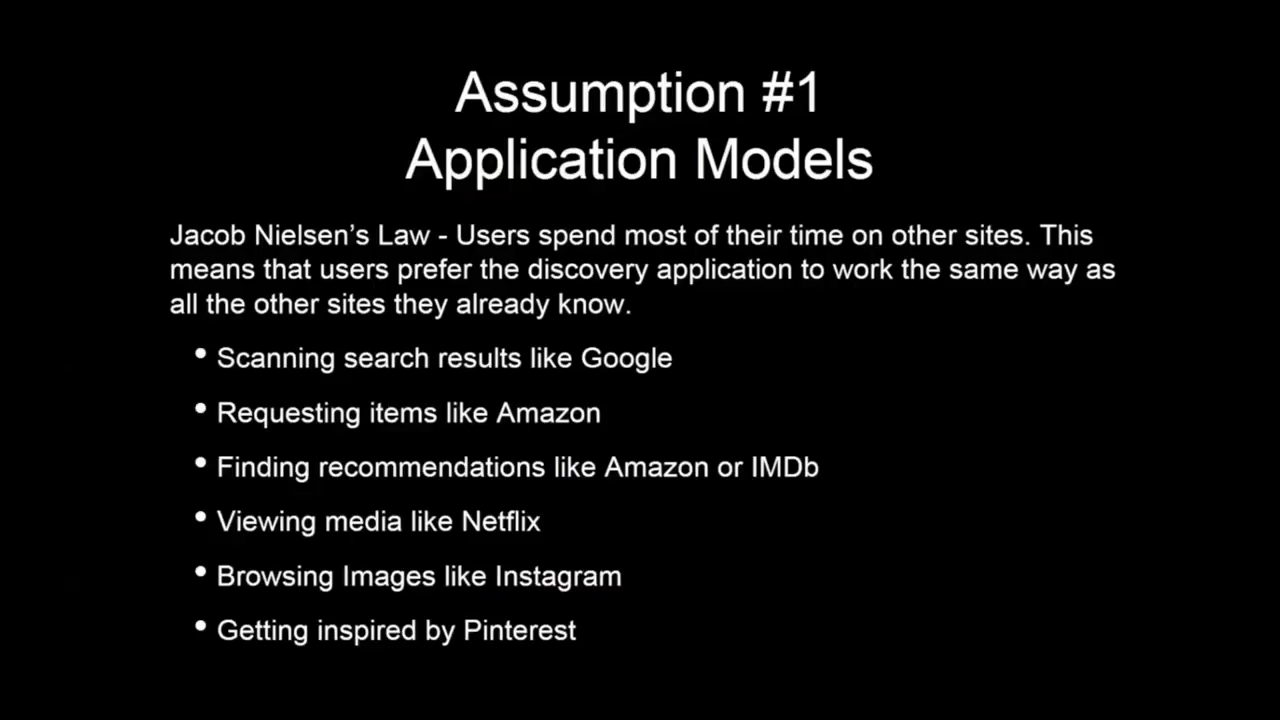 Assumption #1
Application Models
Jacob Nielsen's Law - Users spend most of their time on other sites. This
means that users prefer the discovery application to work the same way as
all the other sites they already know.
• Scanning search results like Google
• Requesting items like Amazon
• Finding recommendations like Amazon or IMDb
• Viewing media like Netflix
• Browsing Images like Instagram
• Getting inspired by Pinterest